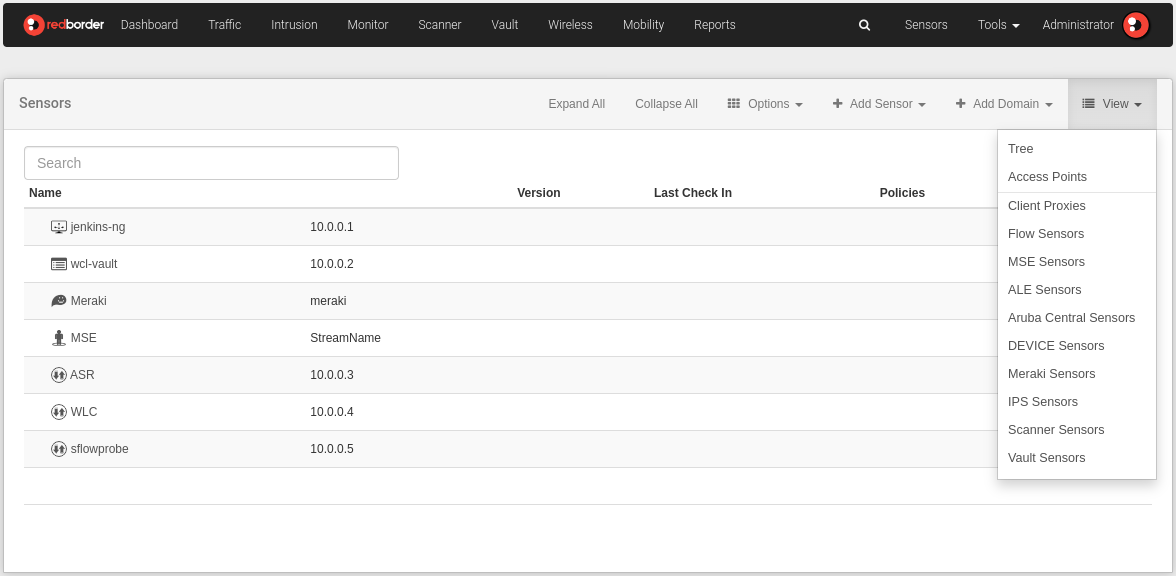 redborder Dashboard Traffic Intrusion Monitor Scanner Vault Wireless Mobility Reports Sensors Tools Administrator
Sensors Expand All Collapse All Options Add Sensor Add Domain View
Search
Name Version Last Check In Policies
jenkins-ng 10.0.0.1
wcl-vault 10.0.0.2
Meraki meraki
MSE StreamName
ASR 10.0.0.3
WLC 10.0.0.4
sflowprobe 10.0.0.5
Tree
Access Points
Client Proxies
Flow Sensors
MSE Sensors
ALE Sensors
Aruba Central Sensors
DEVICE Sensors
Meraki Sensors
IPS Sensors
Scanner Sensors
Vault Sensors